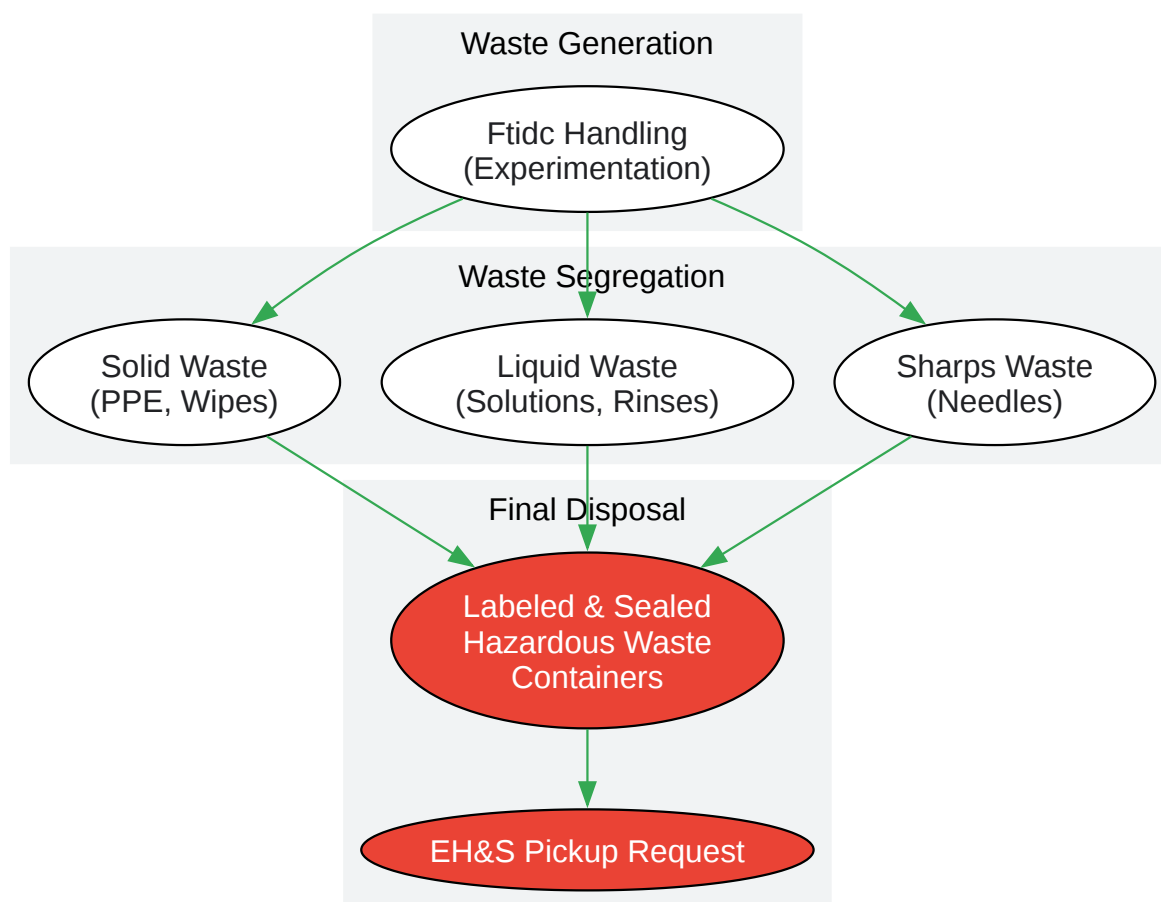 Waste Generation
Ftidc Handling
(Experimentation)
Waste Segregation
Solid Waste
(PPE, Wipes)
Liquid Waste
(Solutions, Rinses)
Sharps Waste
(Needles)
Final Disposal
Labeled & Sealed
Hazardous Waste
Containers
EH&S Pickup Request